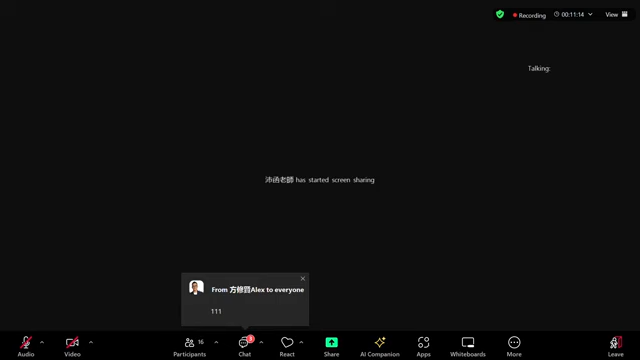 Recording
00:11:14
View
Talking:
沛函老師 has started screen sharing
From 方修賢Alex to everyone
111
Audio
Video
16
Participants
Chat
React
Share
AI Companion
Apps
Whiteboards
More
Leave